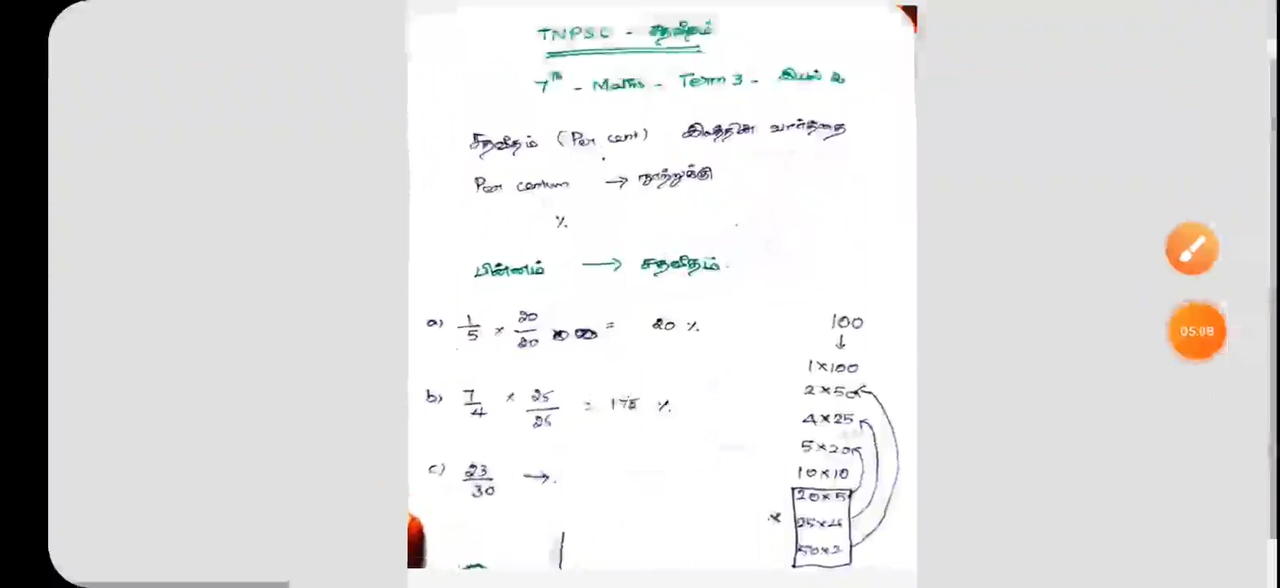 TNPSC - சதவீதம்
7th - Maths - Term 3 - இயல் 2
சதவீதம் (Per cent) இலத்தின் வார்த்தை
Per centum → நூற்றுக்கு
%
பின்னம் → சதவீதம்.
a) 1/5 × 20/20 = 20 %
b) 7/4 × 25/25 = 175 %
c) 23/30 →
100
↓
1×100
2×50
4×25
5×20
10×10
20×5
* 25×4
50×2
05:08